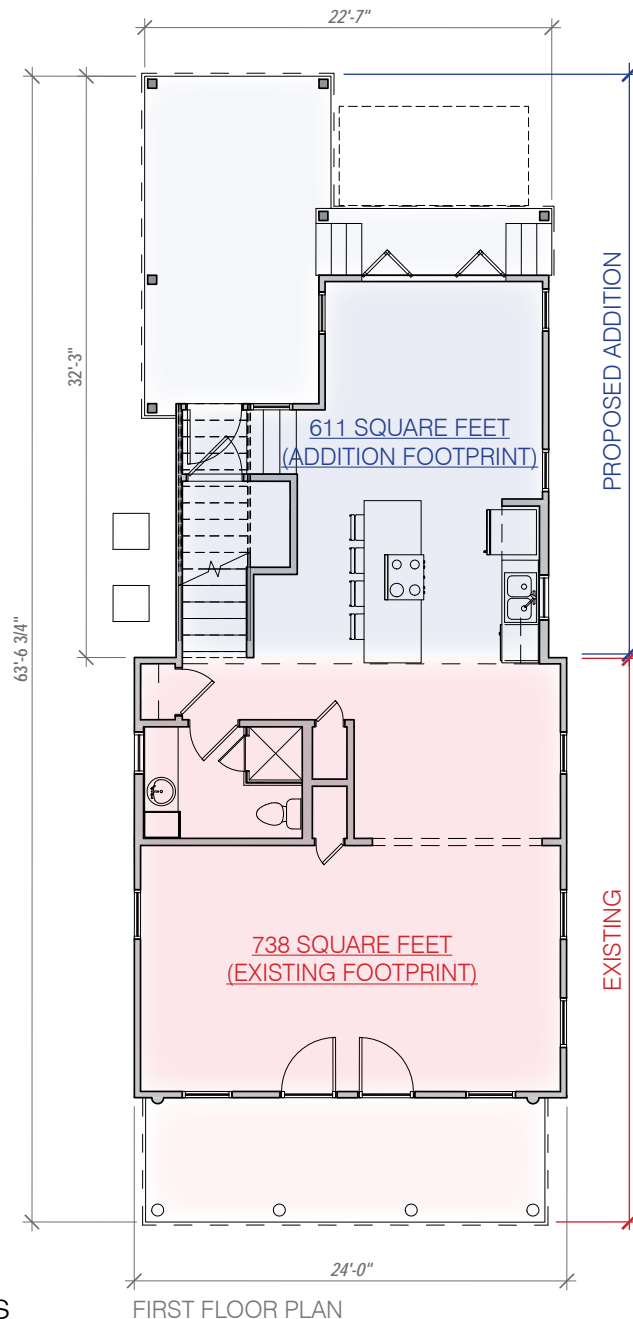 22'-7"
32'-3"
PROPOSED ADDITION
611 SQUARE FEET
(ADDITION FOOTPRINT)
63'-6 3/4"
EXISTING
738 SQUARE FEET
(EXISTING FOOTPRINT)
24'-0"
S
FIRST FLOOR PLAN